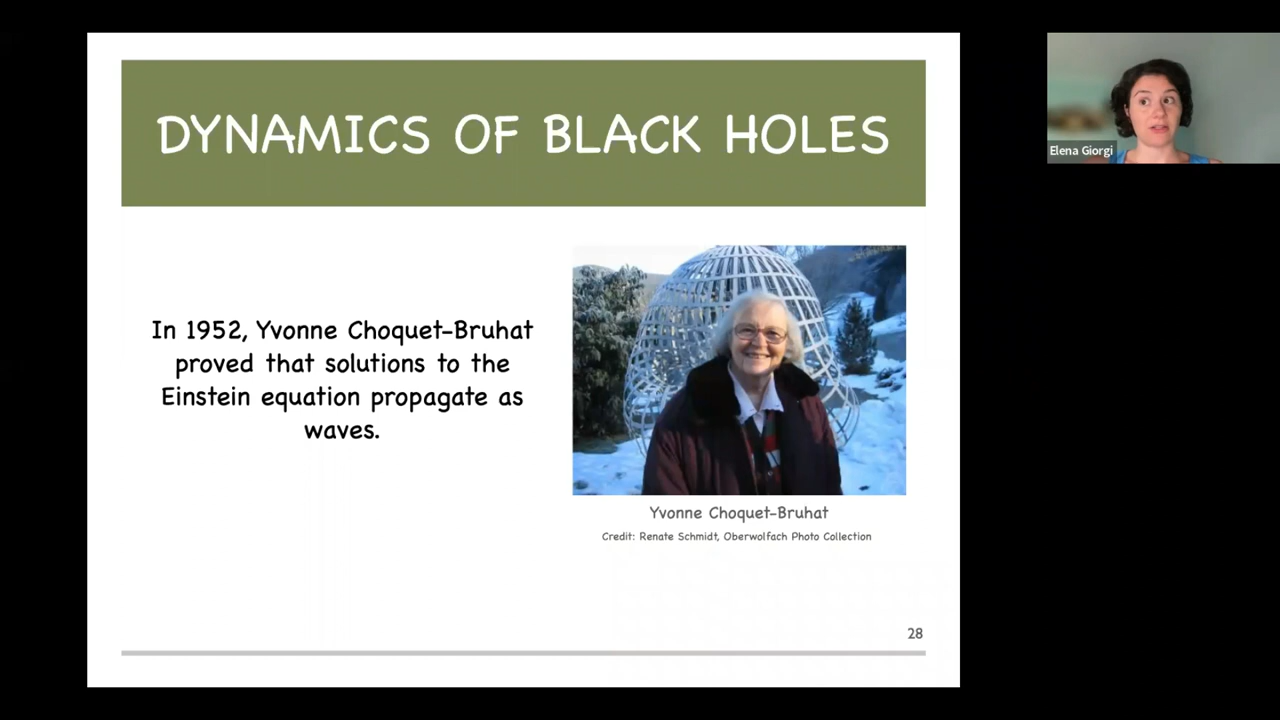 DYNAMICS OF BLACK HOLES
Elena Giorgi
In 1952, Yvonne Choquet-Bruhat
proved that solutions to the
Einstein equation propagate as
waves.
Yvonne Choquet-Bruhat
Credit: Renate Schmidt, Oberwolfach Photo Collection
28